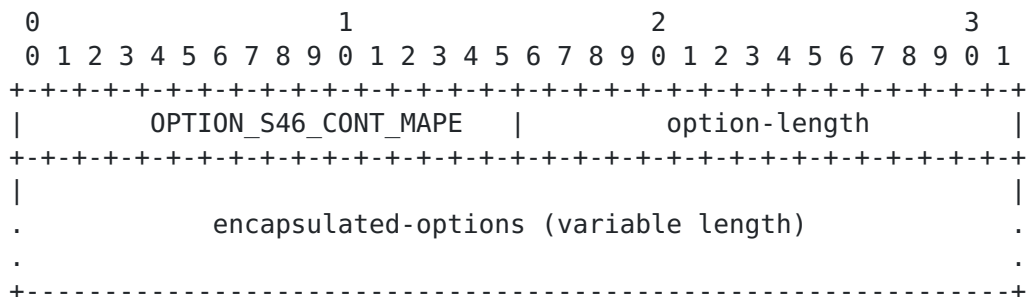 0                   1                   2                   3
 0 1 2 3 4 5 6 7 8 9 0 1 2 3 4 5 6 7 8 9 0 1 2 3 4 5 6 7 8 9 0 1
+-+-+-+-+-+-+-+-+-+-+-+-+-+-+-+-+-+-+-+-+-+-+-+-+-+-+-+-+-+-+-+-+
|        OPTION_S46_CONT_MAPE   |         option-length         |
+-+-+-+-+-+-+-+-+-+-+-+-+-+-+-+-+-+-+-+-+-+-+-+-+-+-+-+-+-+-+-+-+
|                                                               |
.            encapsulated-options (variable length)             .
.                                                               .
+---------------------------------------------------------------+